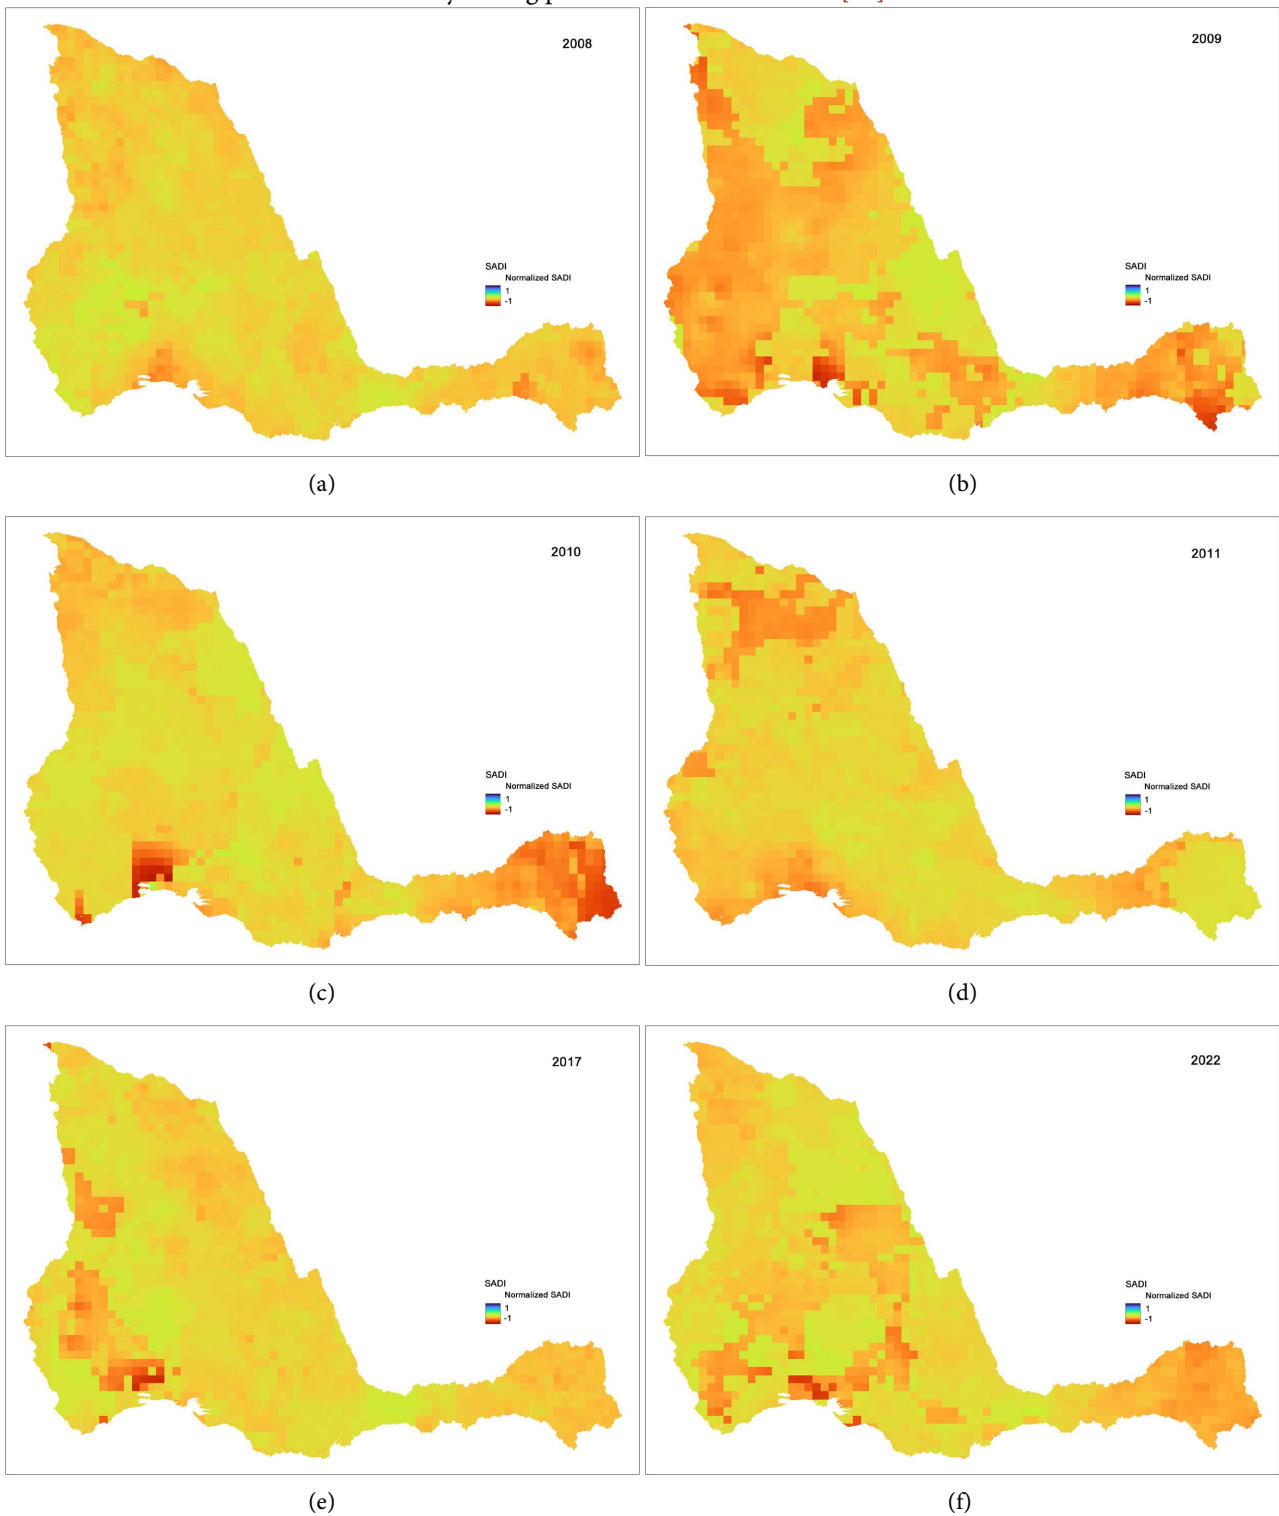 2008
SADI
Normalized SADI
1
-1
(a)
2009
SADI
Normalized SADI
1
-1
(b)
2010
SADI
Normalized SADI
1
-1
(c)
2011
SADI
Normalized SADI
1
-1
(d)
2017
SADI
Normalized SADI
1
-1
(e)
2022
SADI
Normalized SADI
1
-1
(f)